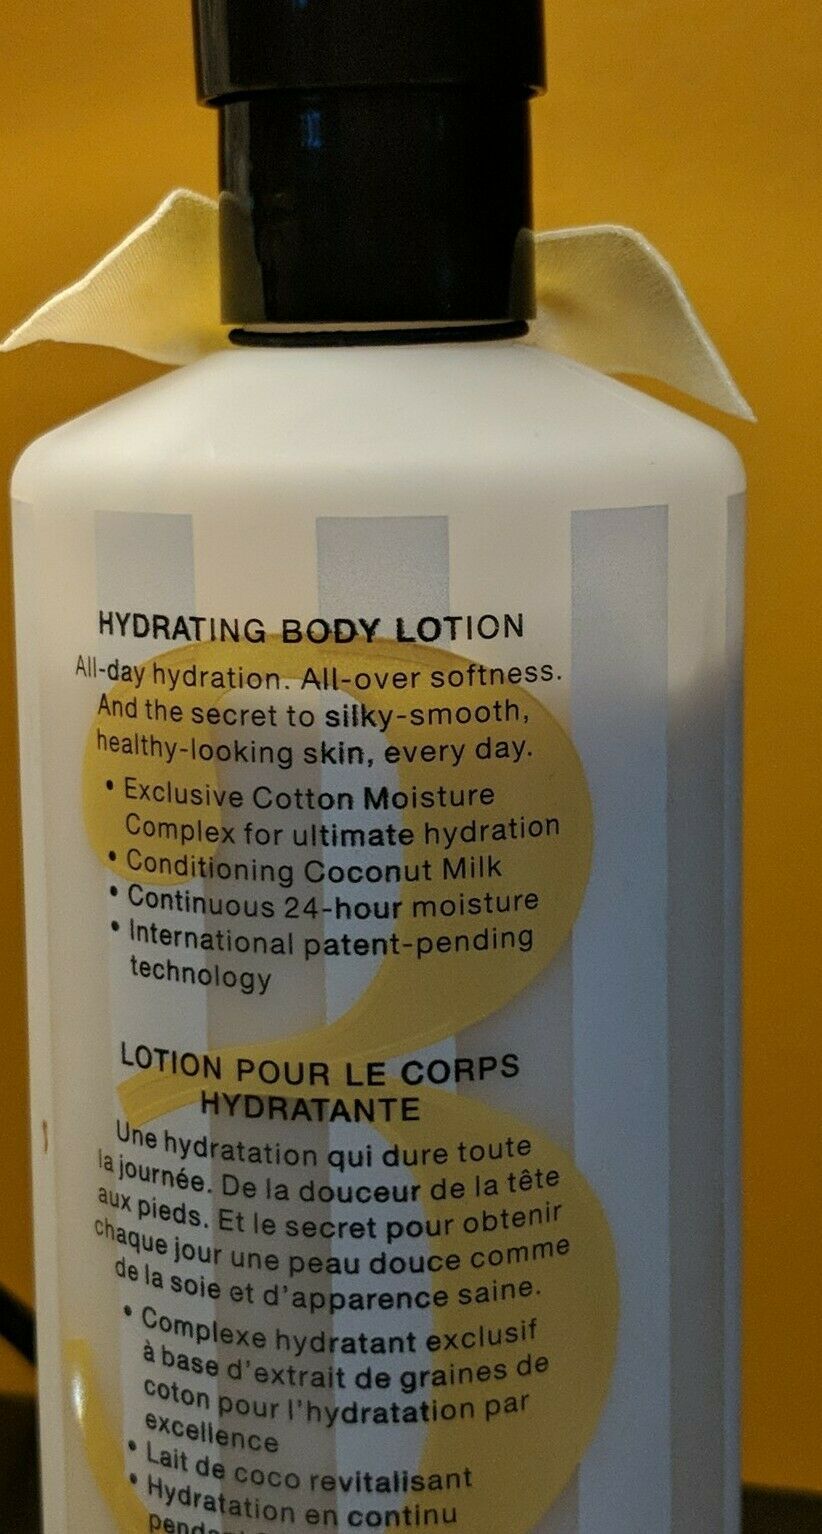 HYDRATING BODY LOTION
All-day hydration. All-over softness.
And the secret to silky-smooth,
healthy-looking skin, every day.
• Exclusive Cotton Moisture
Complex for ultimate hydration
• Conditioning Coconut Milk
• Continuous 24-hour moisture
• International patent-pending
technology
LOTION POUR LE CORPS
HYDRATANTE
Une hydratation qui dure toute
la journée. De la douceur de la tête
aux pieds. Et le secret pour obtenir
chaque jour une peau douce comme
de la soie et d'apparence saine.
• Complexe hydratant exclusif
à base d'extrait de graines de
coton pour l'hydratation par
excellence
• Lait de coco revitalisant
• Hydratation en continu